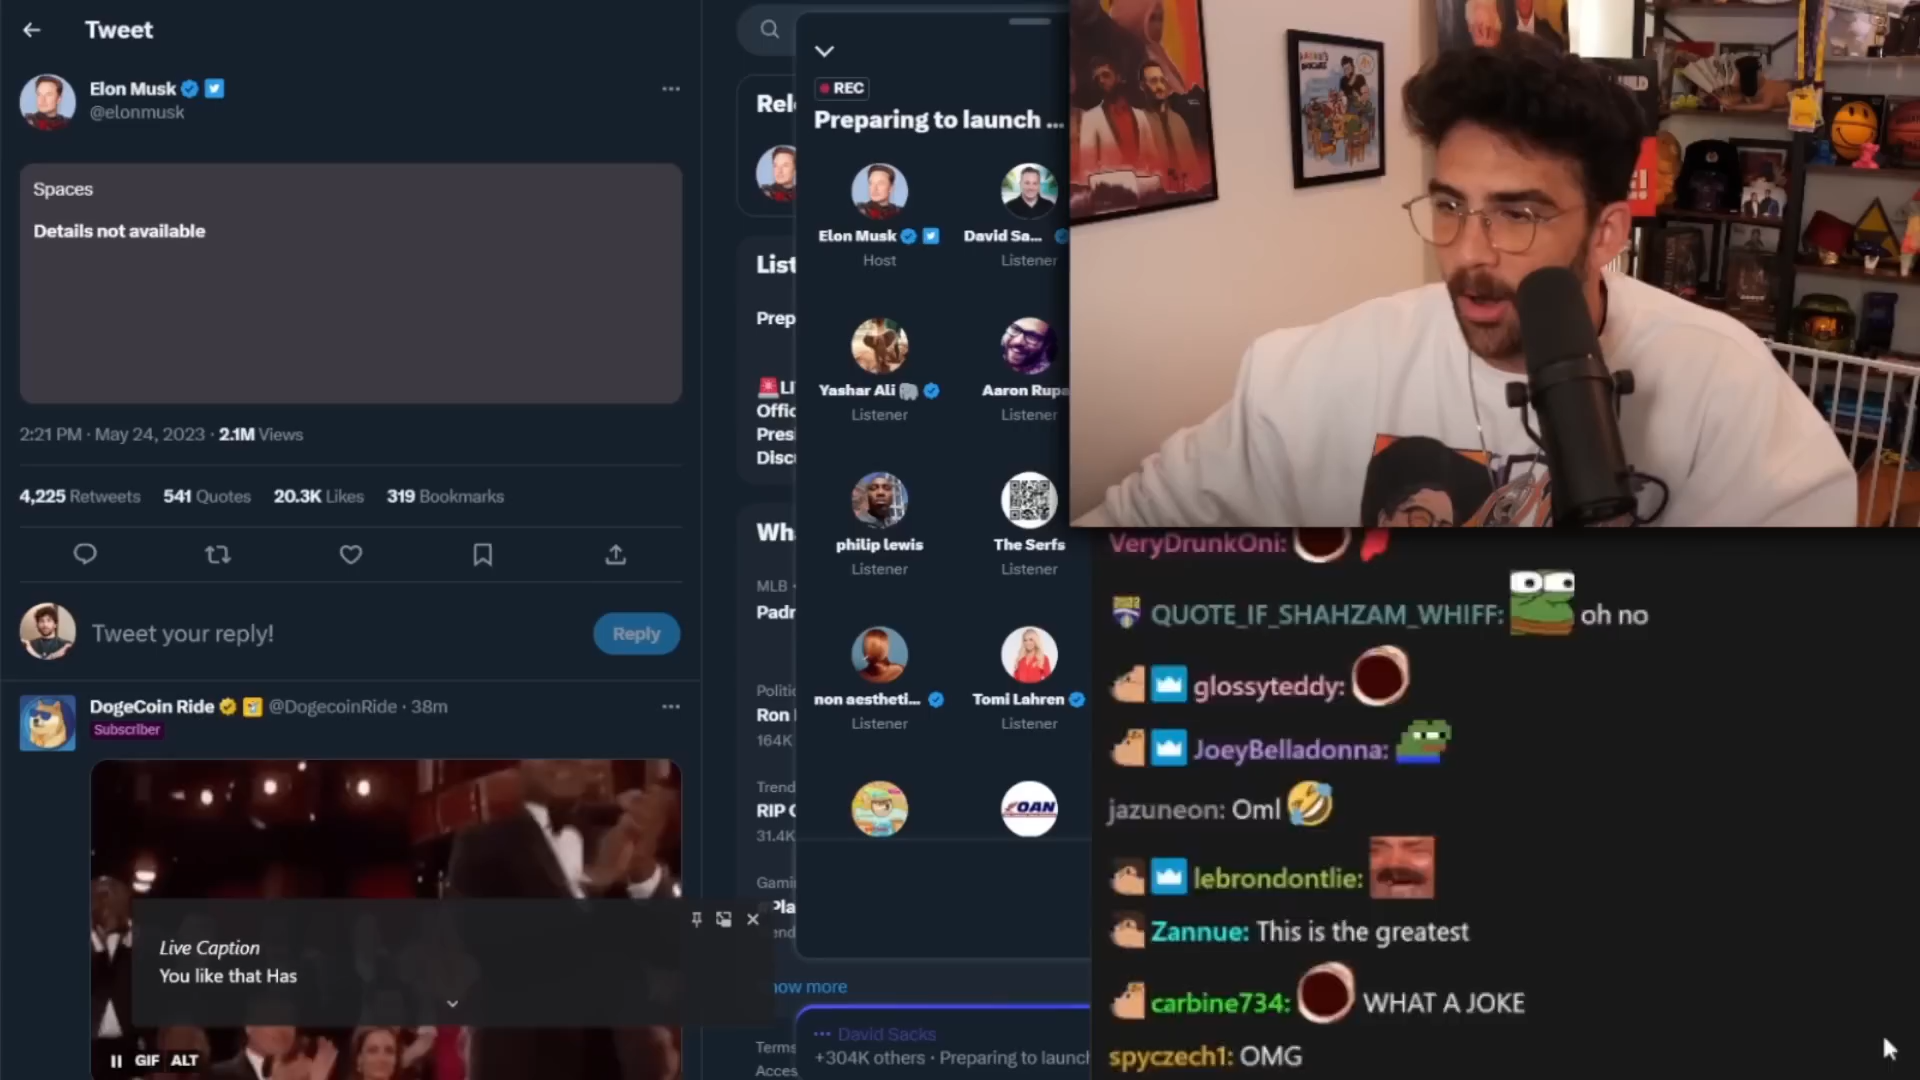 Tweet
Elon Musk
@elonmusk
Spaces
Details not available
2:21 PM · May 24, 2023 · 2.1M Views
4,225 Retweets 541 Quotes 20.3K Likes 319 Bookmarks
Tweet your reply!
Reply
DogeCoin Ride @DogecoinRide · 38m
Subscriber
Live Caption
You like that Has
GIF ALT
Rel
List
Prep
LI
Offic
Presi
Discu
Wh
MLB ·
Padr
Politic
Ron
164K
Trend
RIP
31.4K
Gami
#Pla
end
now more
Terms
Acces
REC
Preparing to launch ...
Elon Musk
Host
David Sa...
Listener
Yashar Ali
Listener
Aaron Rupa
Listener
philip lewis
Listener
The Serfs
Listener
non aestheti...
Listener
Tomi Lahren
Listener
OAN
David Sacks
+304K others · Preparing to launch
VeryDrunkOni:
QUOTE_IF_SHAHZAM_WHIFF: oh no
glossyteddy:
JoeyBelladonna:
jazuneon: Oml
lebrondontlie:
Zannue: This is the greatest
carbine734: WHAT A JOKE
spyczech1: OMG